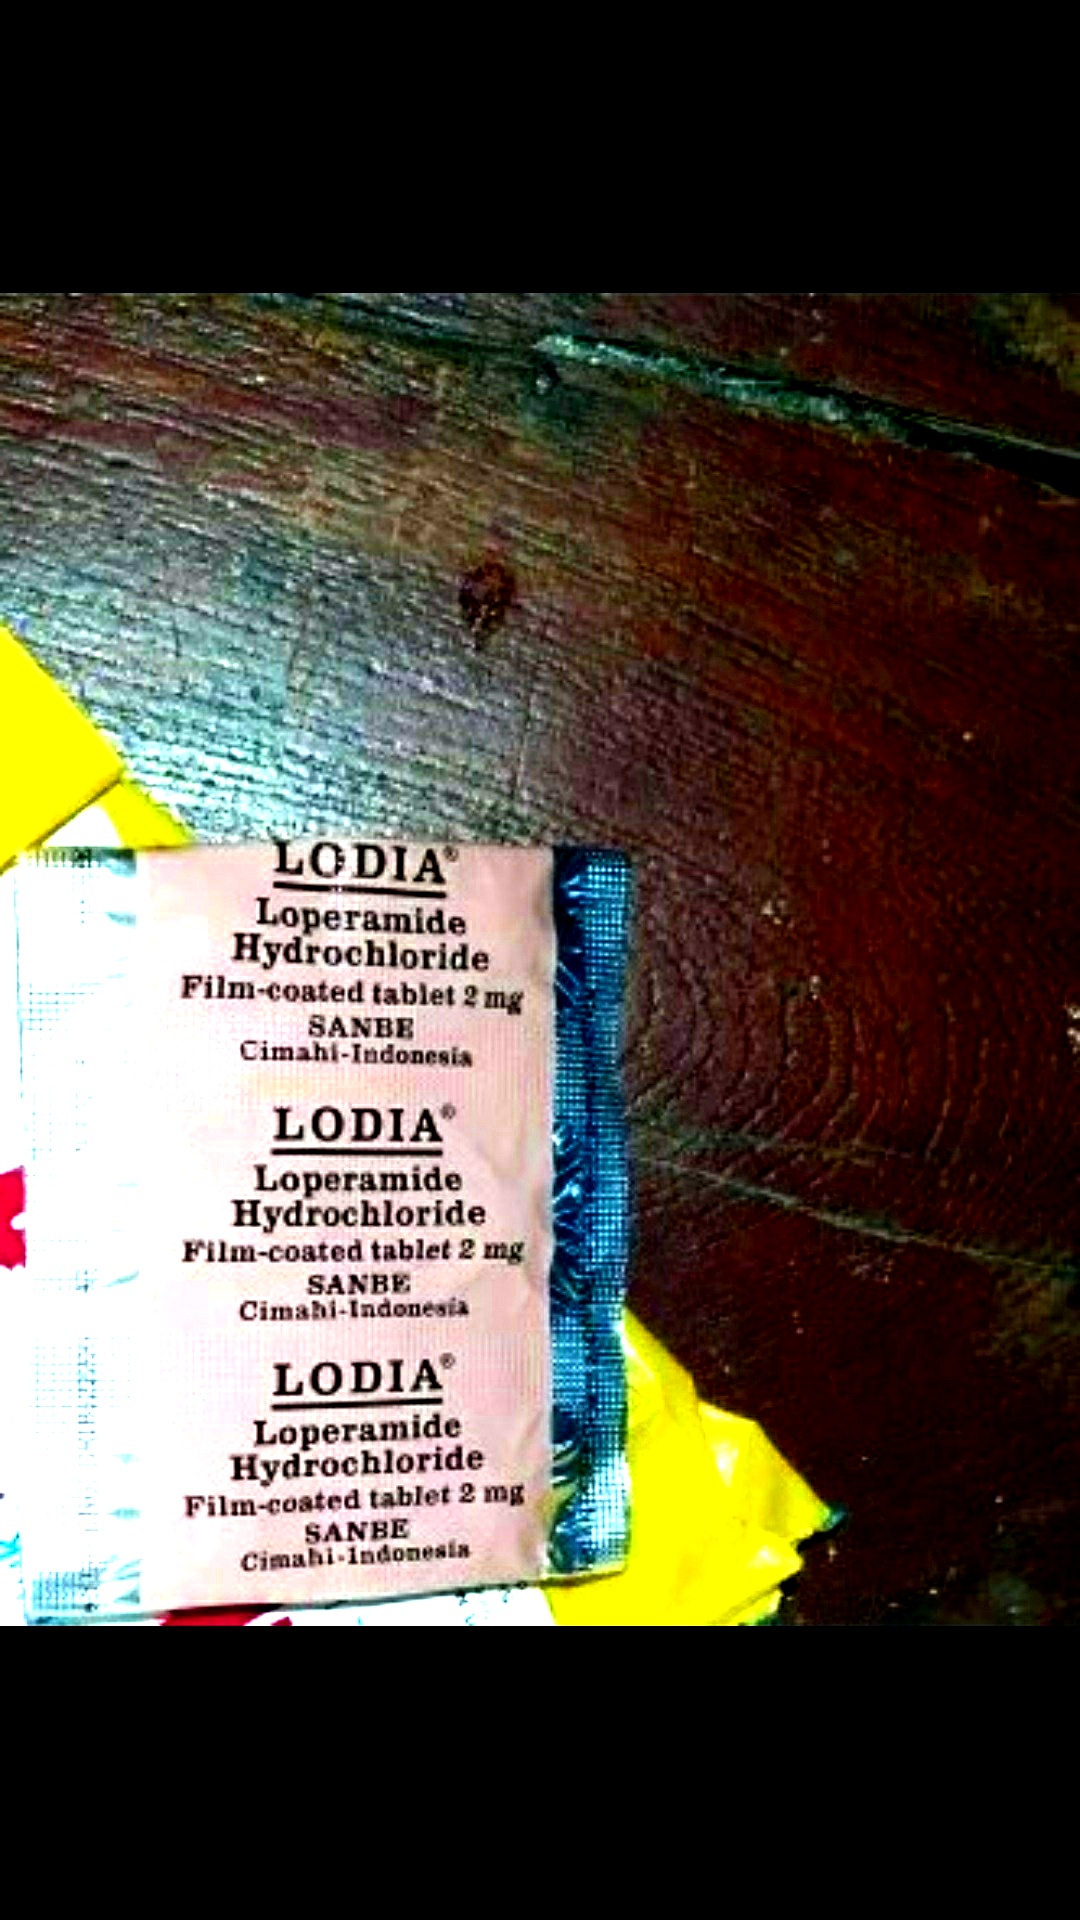 LODIA®
Loperamide
Hydrochloride
Film-coated tablet 2 mg
SANBE
Cimahi-Indonesia
LODIA®
Loperamide
Hydrochloride
Film-coated tablet 2 mg
SANBE
Cimahi-Indonesia
LODIA®
Loperamide
Hydrochloride
Film-coated tablet 2 mg
SANBE
Cimahi-Indonesia